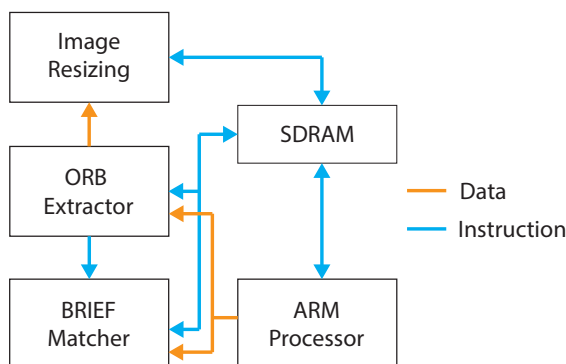 Image
Resizing
SDRAM
ORB
Extractor
Data
Instruction
BRIEF
Matcher
ARM
Processor